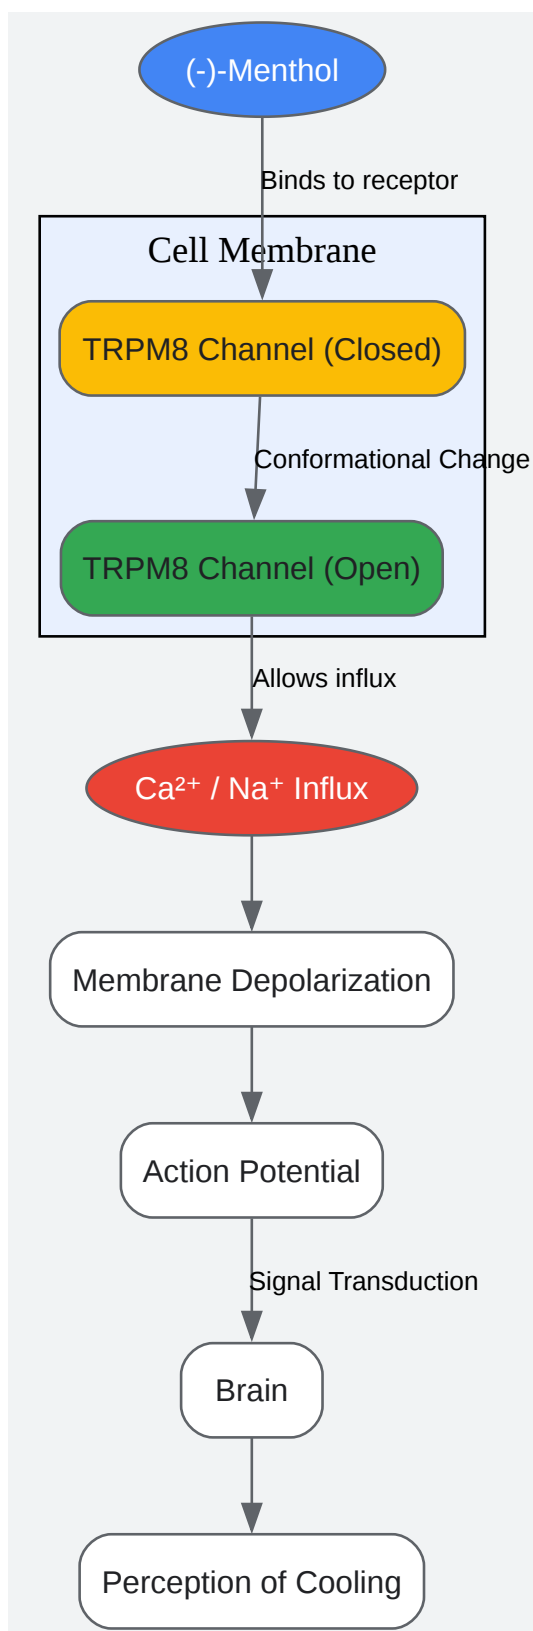 (-)-Menthol
Binds to receptor
Cell Membrane
TRPM8 Channel (Closed)
Conformational Change
TRPM8 Channel (Open)
Allows influx
Ca²⁺ / Na⁺ Influx
Membrane Depolarization
Action Potential
Signal Transduction
Brain
Perception of Cooling